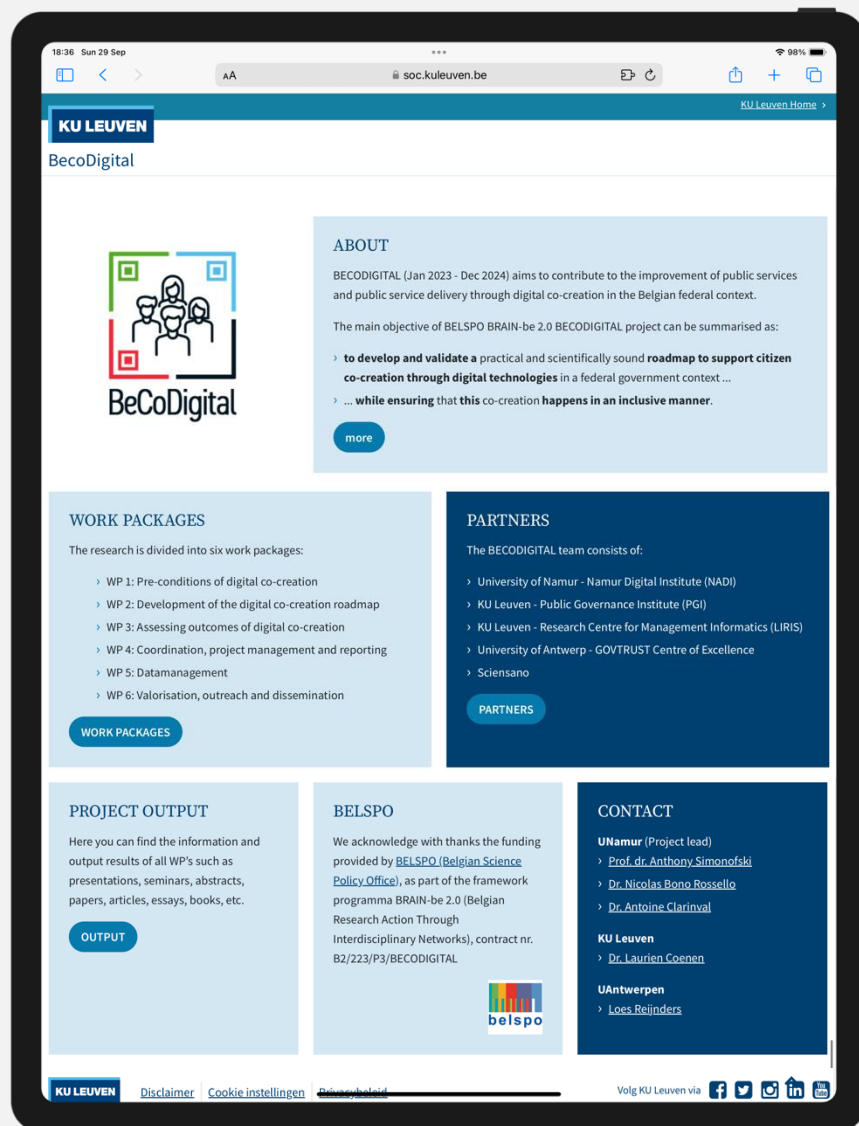 18:36 Sun 29 Sep
98%
AA
soc.kuleuven.be
KU Leuven Home ›
KU LEUVEN
BecoDigital
BeCoDigital
ABOUT
BECODIGITAL (Jan 2023 - Dec 2024) aims to contribute to the improvement of public services
and public service delivery through digital co-creation in the Belgian federal context.
The main objective of BELSPO BRAIN-be 2.0 BECODIGITAL project can be summarised as:
› to develop and validate a practical and scientifically sound roadmap to support citizen
co-creation through digital technologies in a federal government context ...
› ... while ensuring that this co-creation happens in an inclusive manner.
more
WORK PACKAGES
The research is divided into six work packages:
› WP 1: Pre-conditions of digital co-creation
› WP 2: Development of the digital co-creation roadmap
› WP 3: Assessing outcomes of digital co-creation
› WP 4: Coordination, project management and reporting
› WP 5: Datamanagement
› WP 6: Valorisation, outreach and dissemination
WORK PACKAGES
PARTNERS
The BECODIGITAL team consists of:
› University of Namur - Namur Digital Institute (NADI)
› KU Leuven - Public Governance Institute (PGI)
› KU Leuven - Research Centre for Management Informatics (LIRIS)
› University of Antwerp - GOVTRUST Centre of Excellence
› Sciensano
PARTNERS
PROJECT OUTPUT
Here you can find the information and
output results of all WP's such as
presentations, seminars, abstracts,
papers, articles, essays, books, etc.
OUTPUT
BELSPO
We acknowledge with thanks the funding
provided by BELSPO (Belgian Science
Policy Office), as part of the framework
programma BRAIN-be 2.0 (Belgian
Research Action Through
Interdisciplinary Networks), contract nr.
B2/223/P3/BECODIGITAL
belspo
CONTACT
UNamur (Project lead)
› Prof. dr. Anthony Simonofski
› Dr. Nicolas Bono Rossello
› Dr. Antoine Clarinval
KU Leuven
› Dr. Laurien Coenen
UAntwerpen
› Loes Reijnders
KU LEUVEN
Disclaimer
Cookie instellingen
Privacybeleid
Volg KU Leuven via
You
Tube